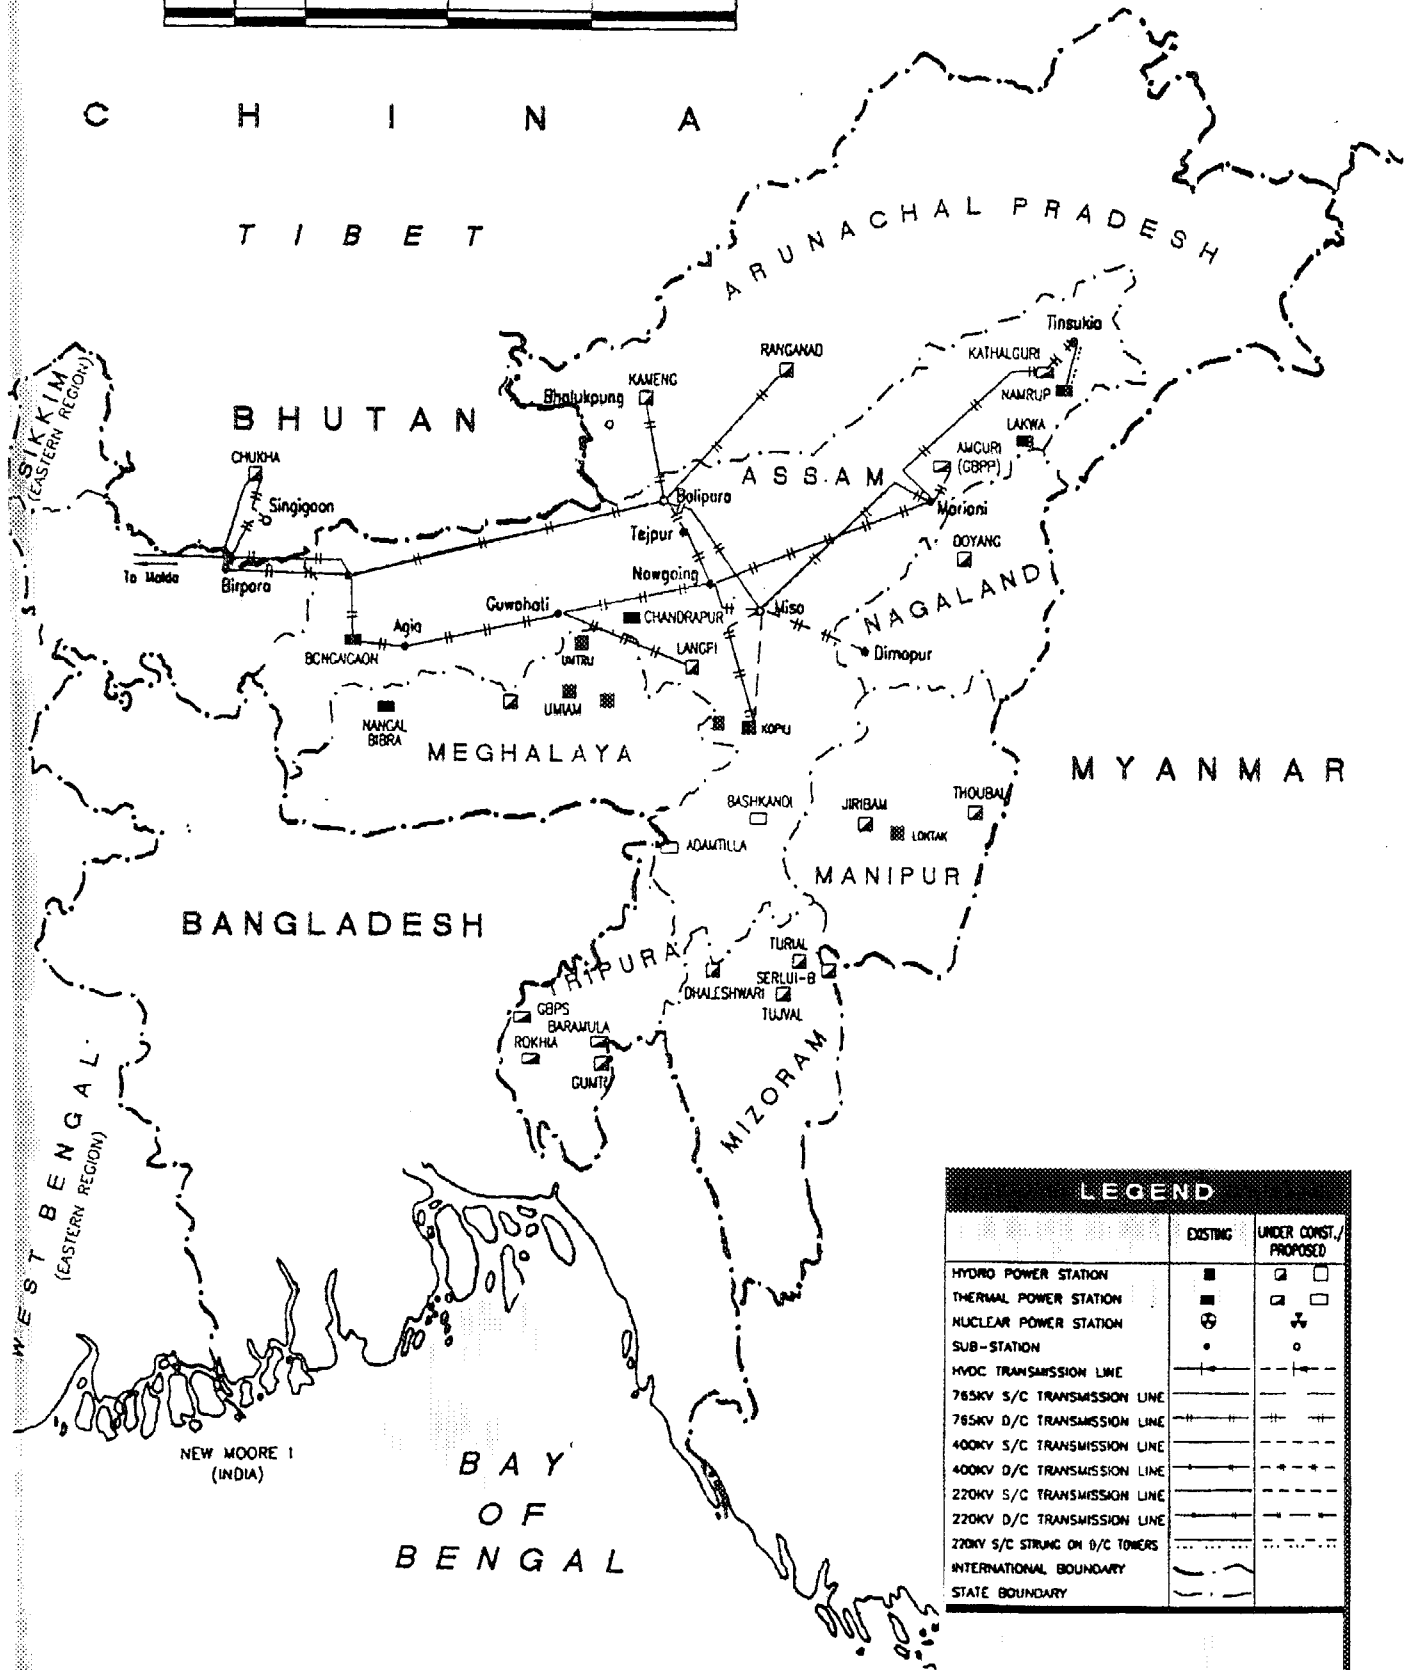 C H I N A
T I B E T
ARUNACHAL PRADESH
Tinsukia
RANGANAD
KATHALGURI
KAMENG
NAMRUP
Bhalukpung
SIKKIM
(EASTERN REGION)
BHUTAN
LAKWA
AMGURI
(GBPP)
CHUKHA
ASSAM
Singigaon
Balipara
Mariani
Tejpur
DOYANG
To Malda
Birpara
Nowgoing
NAGALAND
Guwahati
CHANDRAPUR
Misa
Agia
BONGAIGAON
UMTRU
LANGPI
Dimapur
NANGAL
BIBRA
UMIAM
KOPILI
MEGHALAYA
MYANMAR
BASHKANDI
JIRIBAM
THOUBAL
LOKTAK
ADAMTILLA
MANIPUR
BANGLADESH
TRIPURA
TURIAL
SERLUI-B
DHALESHWARI
TUJVAL
GBPS
BARAMULA
ROKHIA
GUMTI
MIZORAM
WEST BENGAL
(EASTERN REGION)
NEW MOORE I
(INDIA)
BAY
OF
BENGAL
LEGEND
EXISTING
UNDER CONST./
PROPOSED
HYDRO POWER STATION
THERMAL POWER STATION
NUCLEAR POWER STATION
SUB-STATION
HVDC TRANSMISSION LINE
765KV S/C TRANSMISSION LINE
765KV D/C TRANSMISSION LINE
400KV S/C TRANSMISSION LINE
400KV D/C TRANSMISSION LINE
220KV S/C TRANSMISSION LINE
220KV D/C TRANSMISSION LINE
220KV S/C STRUNG ON D/C TOWERS
INTERNATIONAL BOUNDARY
STATE BOUNDARY